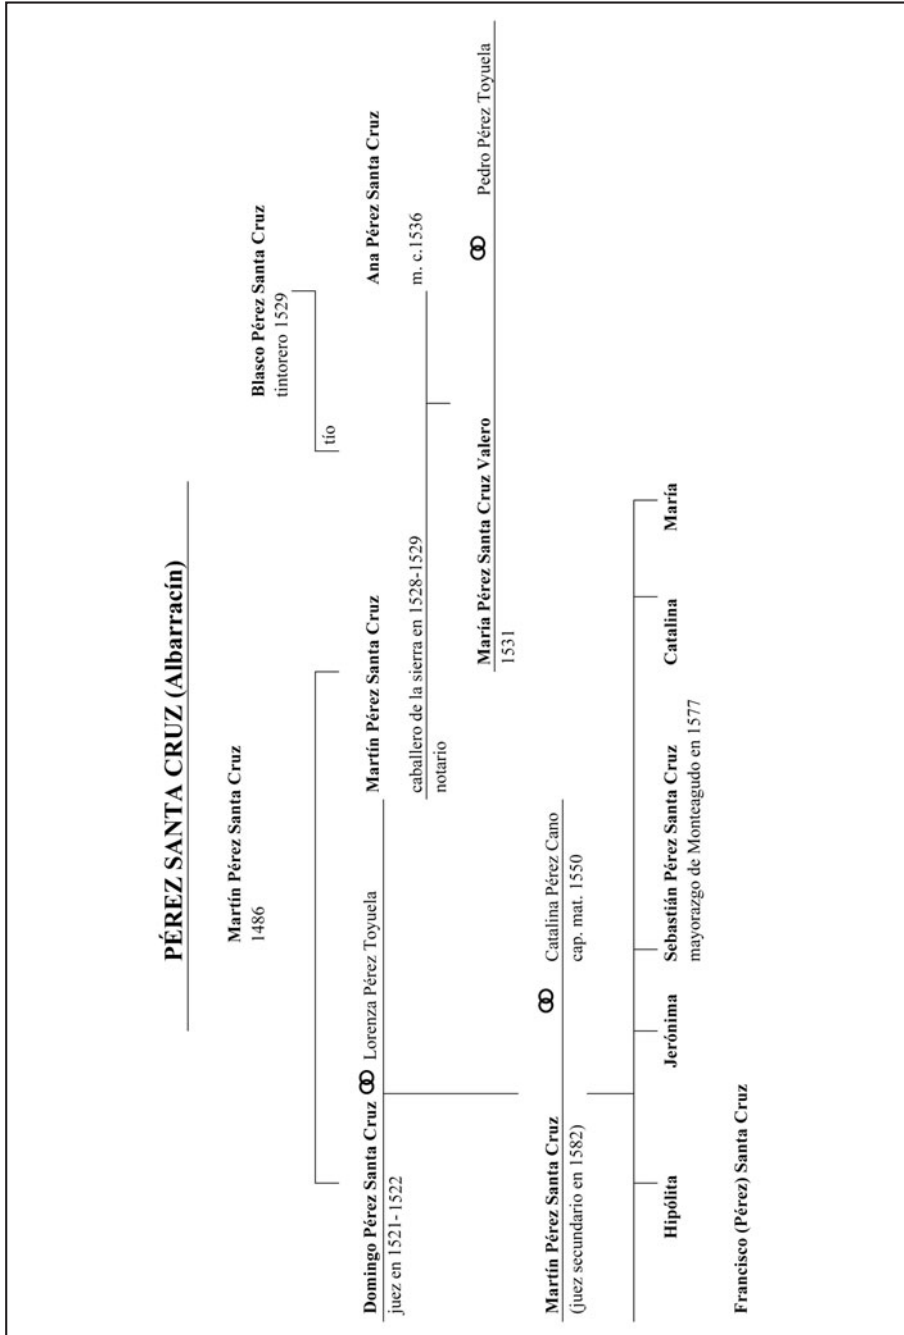 PÉREZ SANTA CRUZ (Albarracín)
Martín Pérez Santa Cruz
1486
Blasco Pérez Santa Cruz
tintorero 1529
tío
Domingo Pérez Santa Cruz
juez en 1521-1522
Lorenza Pérez Toyuela
Martín Pérez Santa Cruz
caballero de la sierra en 1528-1529
notario
Ana Pérez Santa Cruz
m. c.1536
María Pérez Santa Cruz Valero
1531
Pedro Pérez Toyuela
Martín Pérez Santa Cruz
(juez secundario en 1582)
Catalina Pérez Cano
cap. mat. 1550
Hipólita
Jerónima
Sebastián Pérez Santa Cruz
mayorazgo de Monteagudo en 1577
Catalina
María
Francisco (Pérez) Santa Cruz